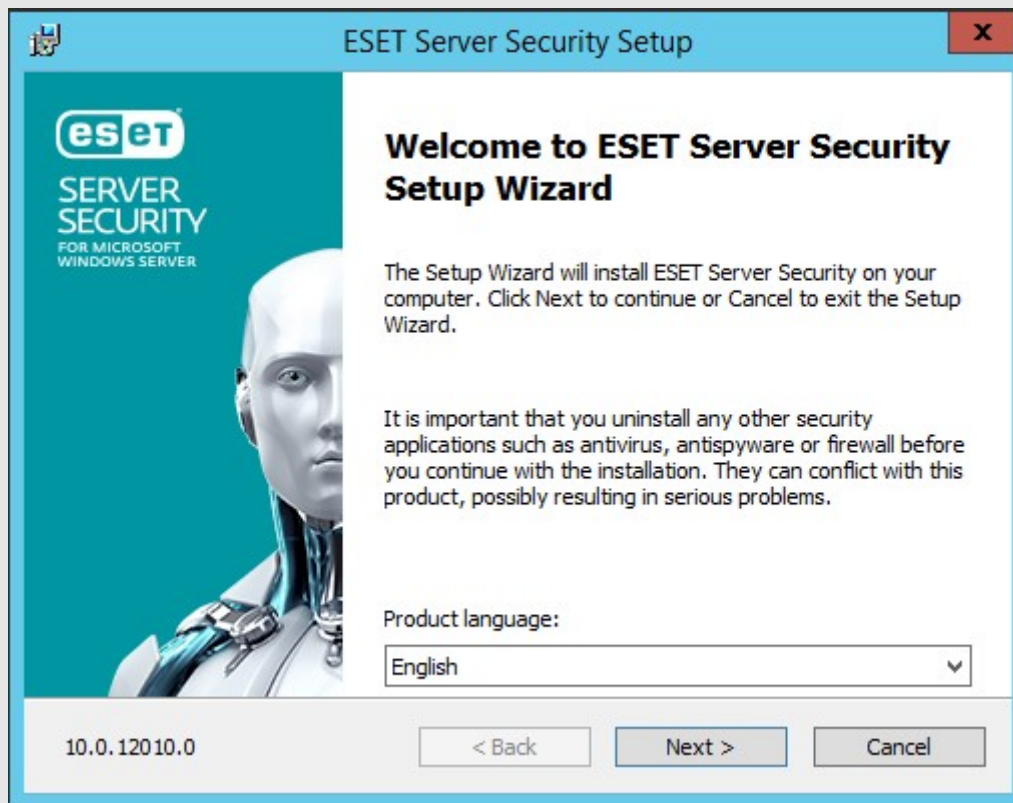 ESET Server Security Setup
x
eset
SERVER
SECURITY
FOR MICROSOFT
WINDOWS SERVER
Welcome to ESET Server Security
Setup Wizard
The Setup Wizard will install ESET Server Security on your
computer. Click Next to continue or Cancel to exit the Setup
Wizard.
It is important that you uninstall any other security
applications such as antivirus, antispyware or firewall before
you continue with the installation. They can conflict with this
product, possibly resulting in serious problems.
Product language:
English
10.0.12010.0
< Back
Next >
Cancel